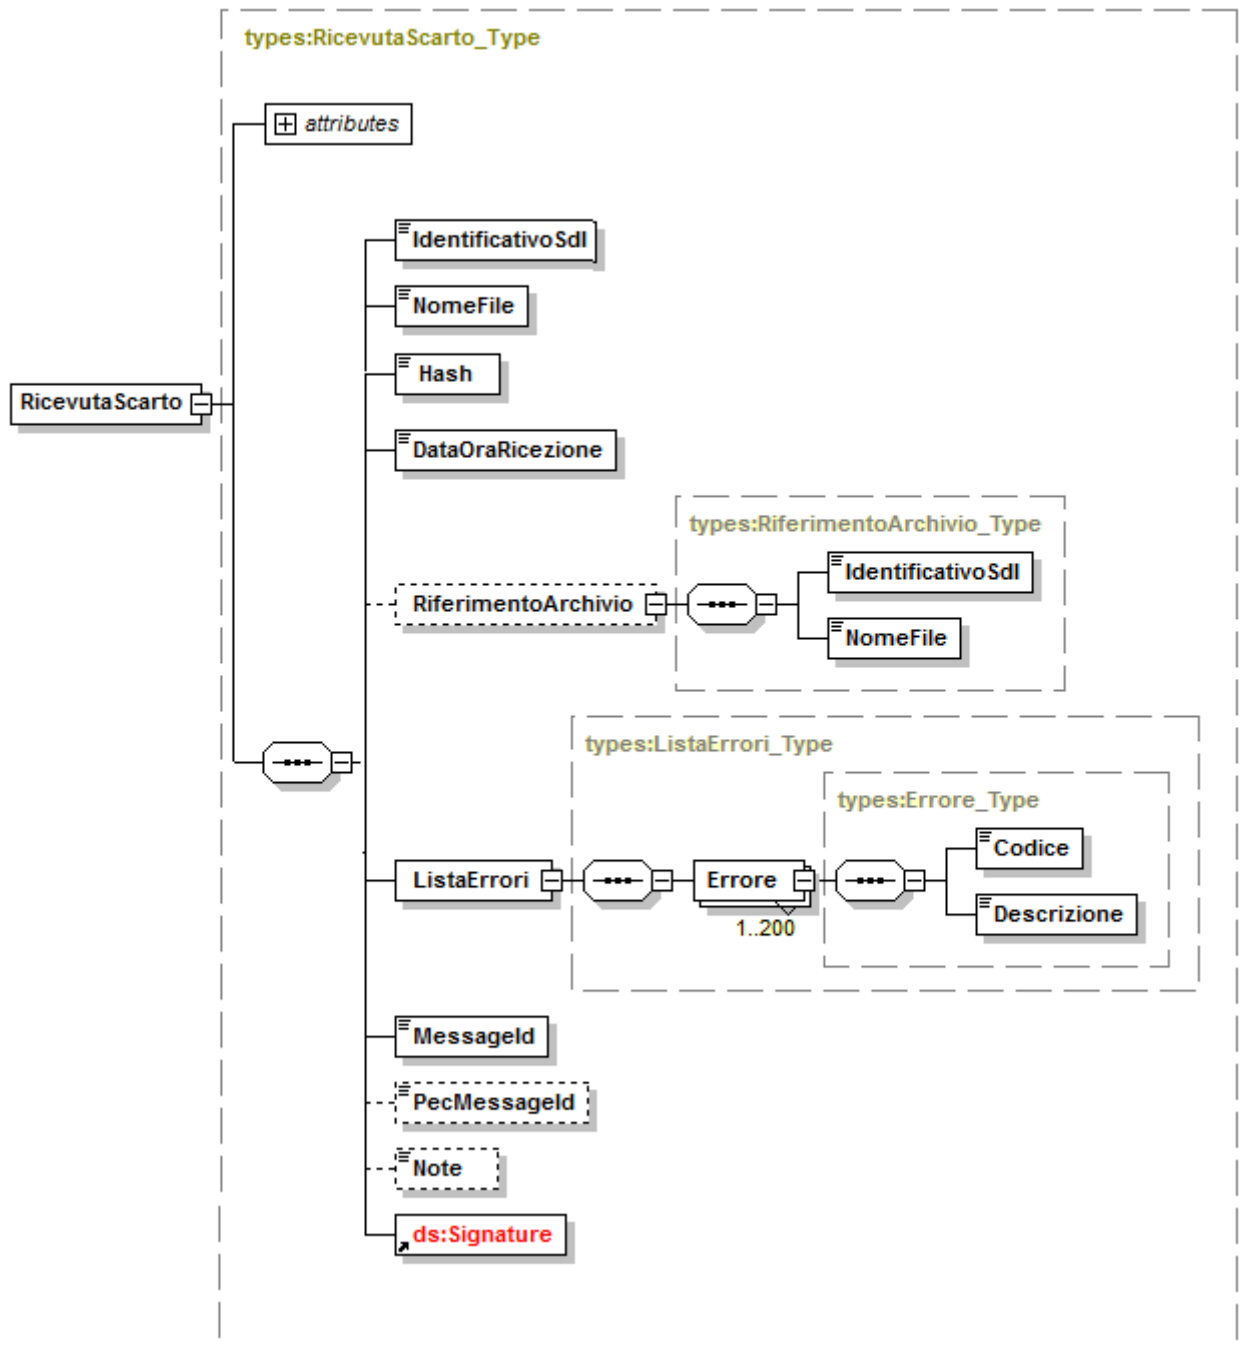 types:RicevutaScarto_Type
attributes
IdentificativoSdI
NomeFile
Hash
RicevutaScarto
DataOraRicezione
types:RiferimentoArchivio_Type
IdentificativoSdI
RiferimentoArchivio
NomeFile
types:ListaErrori_Type
types:Errore_Type
Codice
ListaErrori
Errore
Descrizione
1..200
MessageId
PecMessageId
Note
ds:Signature